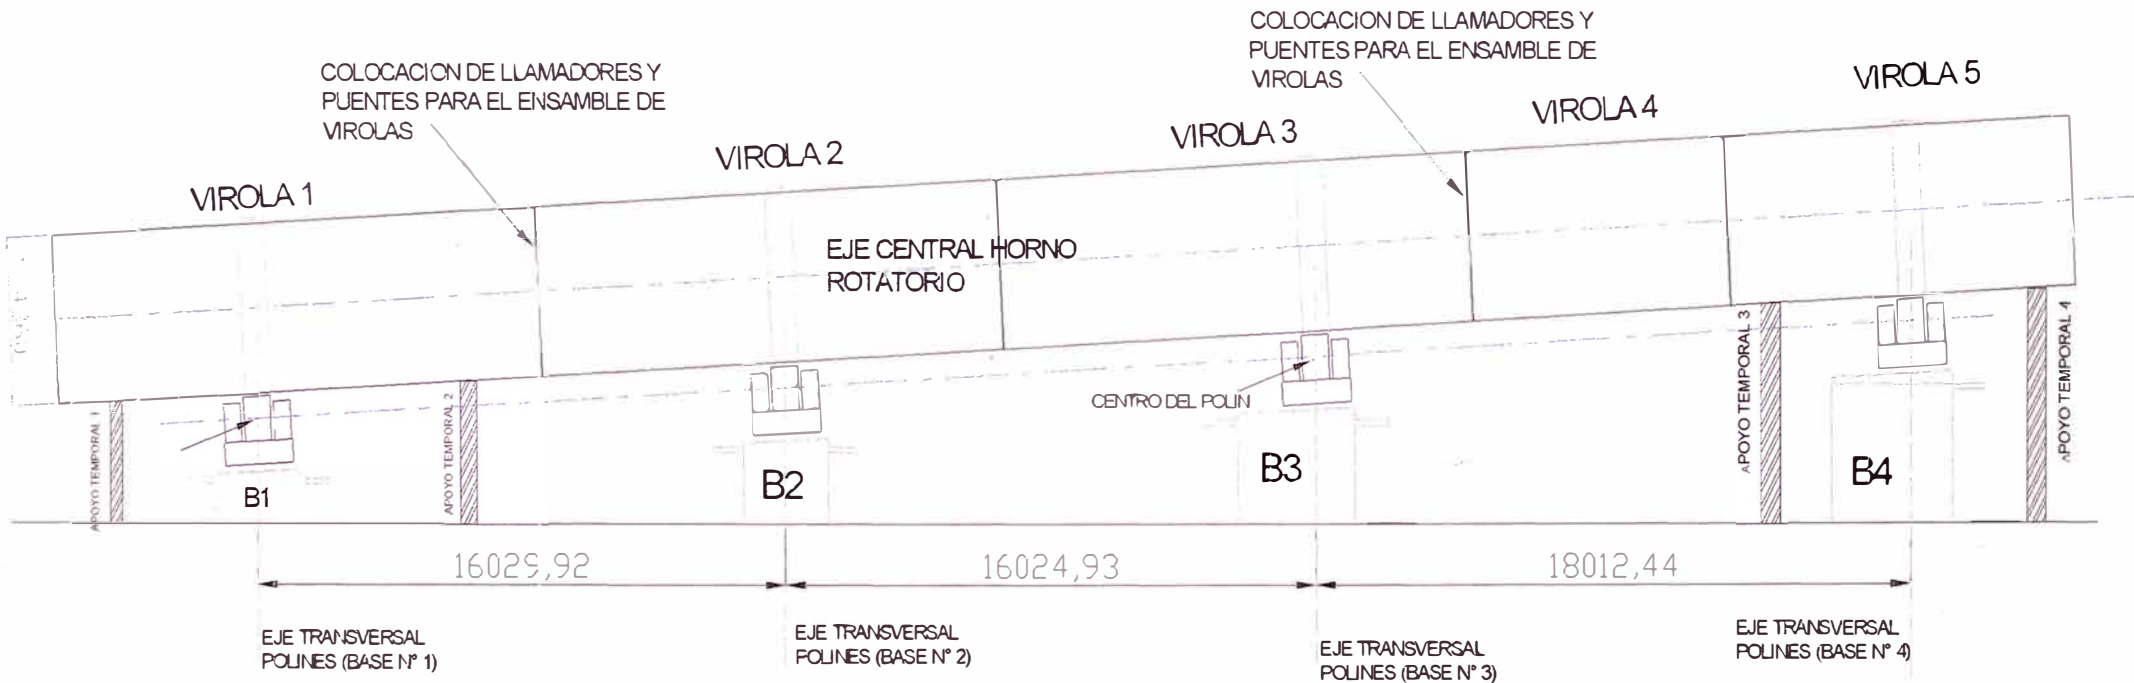 COLOCACION DE LLAMADORES Y
PUENTES PARA EL ENSAMBLE DE
VIROLAS
COLOCACION DE LLAMADORES Y
PUENTES PARA EL ENSAMBLE DE
VIROLAS
VIROLA 1
VIROLA 2
VIROLA 3
VIROLA 4
VIROLA 5
EJE CENTRAL HORNO
ROTATORIO
APOYO TEMPORAL 1
APOYO TEMPORAL 2
CENTRO DEL POLIN
APOYO TEMPORAL 3
APOYO TEMPORAL 4
B1
B2
B3
B4
16029,92
16024,93
18012,44
EJE TRANSVERSAL
POLINES (BASE N° 1)
EJE TRANSVERSAL
POLINES (BASE N° 2)
EJE TRANSVERSAL
POLINES (BASE N° 3)
EJE TRANSVERSAL
POLINES (BASE N° 4)